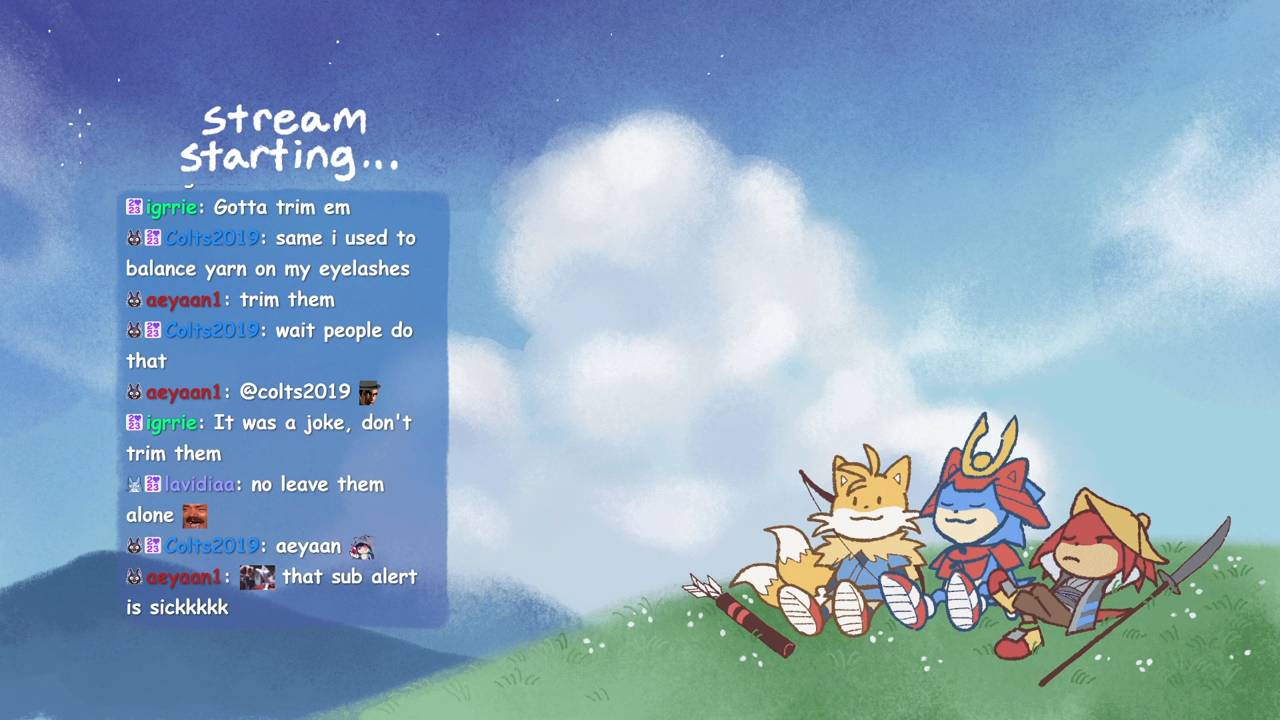 stream
starting...
igrrie: Gotta trim em
Colts2019: same i used to
balance yarn on my eyelashes
aeyaan1: trim them
Colts2019: wait people do
that
aeyaan1: @colts2019
igrrie: It was a joke, don't
trim them
lavidiaa: no leave them
alone
Colts2019: aeyaan
aeyaan1: that sub alert
is sickkkkk